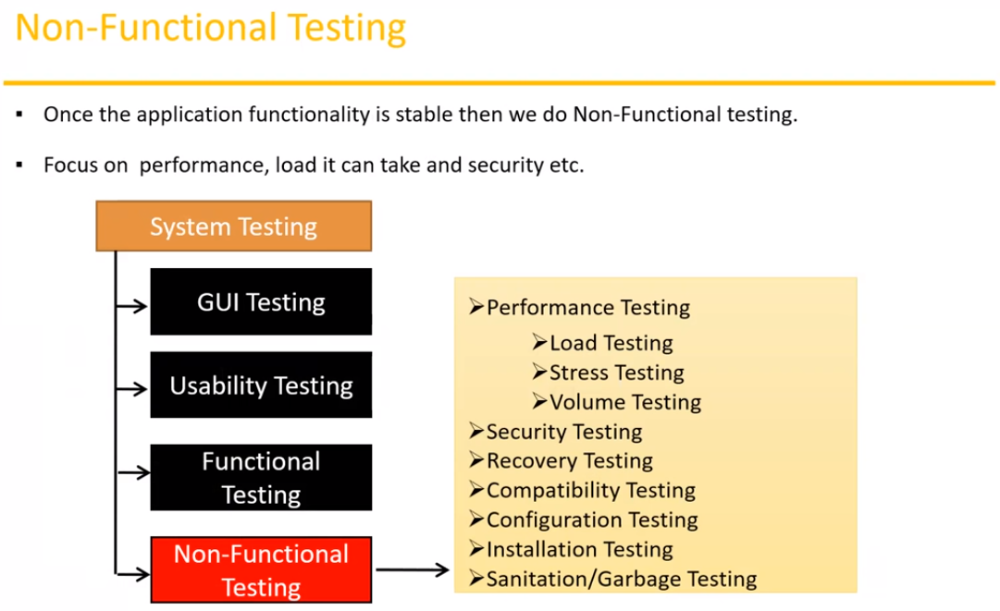 Non-Functional Testing
▪ Once the application functionality is stable then we do Non-Functional testing.
▪ Focus on  performance, load it can take and security etc.
System Testing
GUI Testing
Usability Testing
Functional
Testing
Non-Functional
Testing
➢Performance Testing
➢Load Testing
➢Stress Testing
➢Volume Testing
➢Security Testing
➢Recovery Testing
➢Compatibility Testing
➢Configuration Testing
➢Installation Testing
➢Sanitation/Garbage Testing